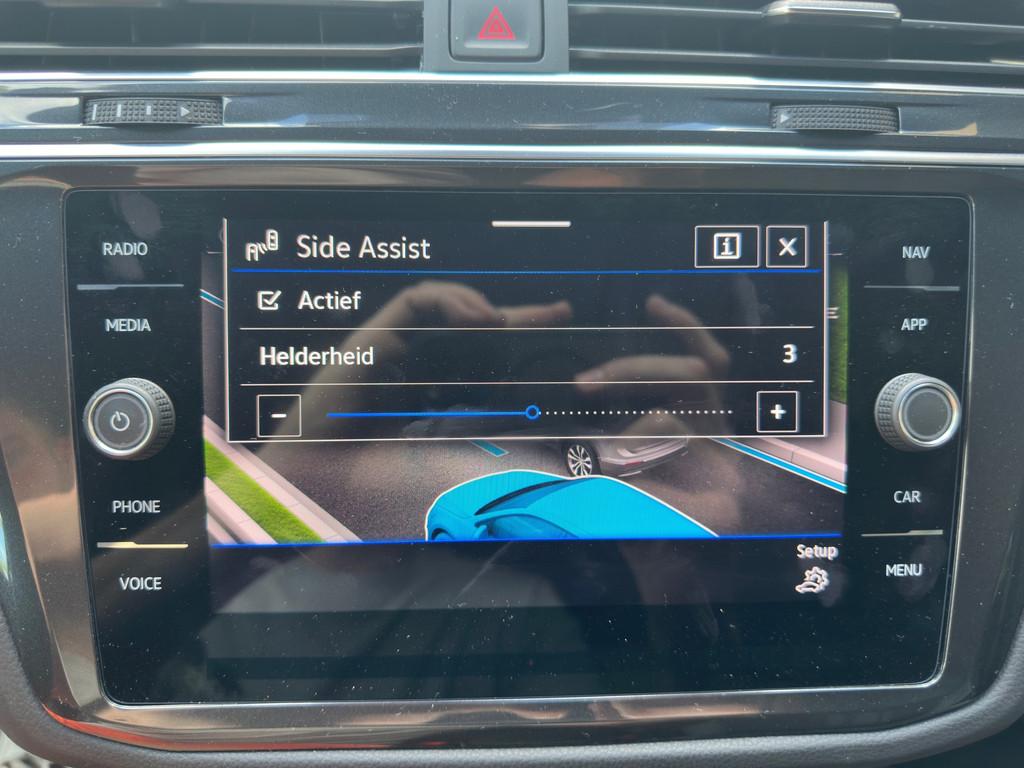 RADIO
MEDIA
PHONE
VOICE
Side Assist
Actief
Helderheid 3
Setup
NAV
APP
CAR
MENU